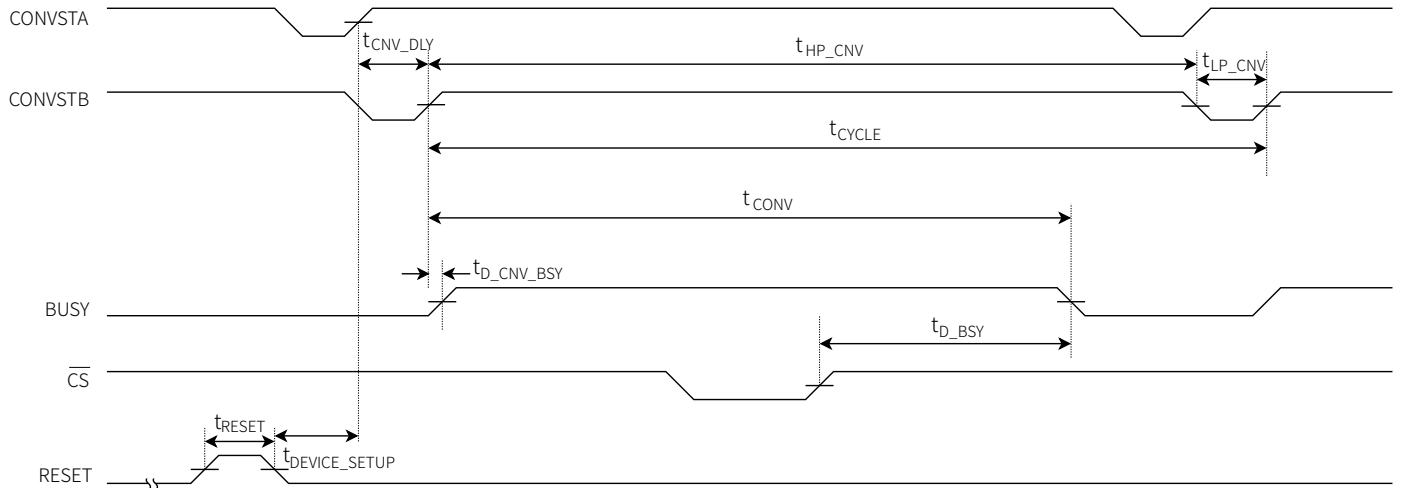 CONVSTA
tCNV_DLY
tHP_CNV
tLP_CNV
CONVSTB
tCYCLE
tCONV
tD_CNV_BSY
BUSY
tD_BSY
CS
tRESET
tDEVICE_SETUP
RESET